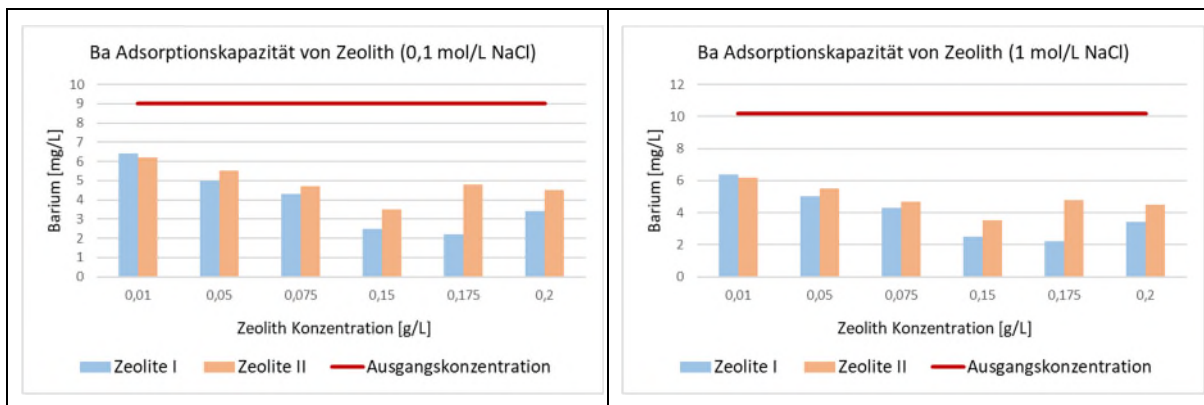 Ba Adsorptionskapazität von Zeolith (0,1 mol/L NaCl)
10
9
8
7
6
5
4
3
2
1
0
Barium [mg/L]
0,01 0,05 0,075 0,15 0,175 0,2
Zeolith Konzentration [g/L]
Zeolite I Zeolite II Ausgangskonzentration
Ba Adsorptionskapazität von Zeolith (1 mol/L NaCl)
12
10
8
6
4
2
0
Barium [mg/L]
0,01 0,05 0,075 0,15 0,175 0,2
Zeolith Konzentration [g/L]
Zeolite I Zeolite II Ausgangskonzentration